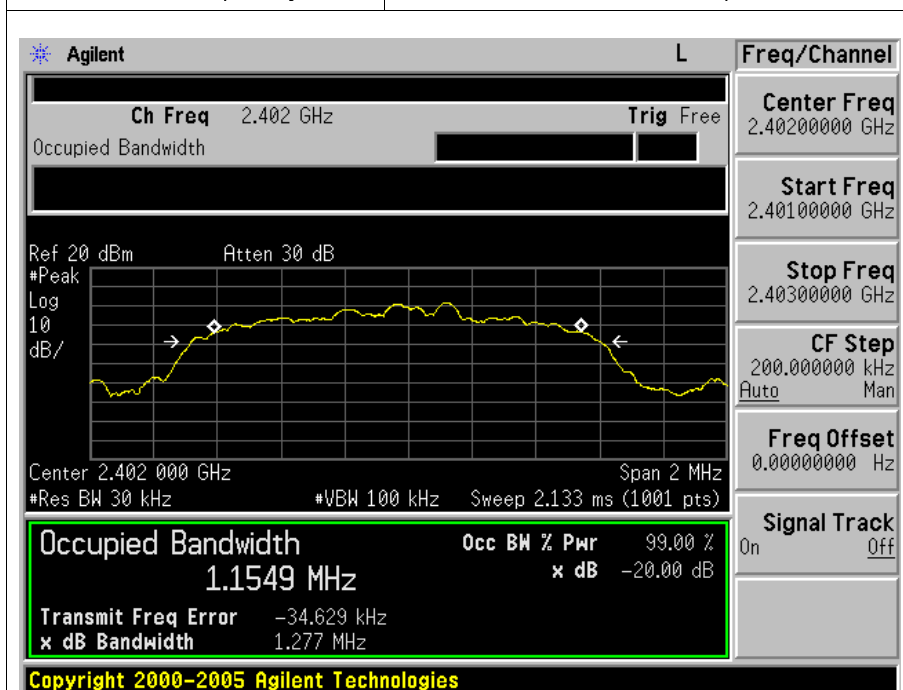 Agilent L
Ch Freq 2.402 GHz Trig Free
Occupied Bandwidth
Ref 20 dBm Atten 30 dB
#Peak
Log
10
dB/
Center 2.402 000 GHz Span 2 MHz
#Res BW 30 kHz #VBW 100 kHz Sweep 2.133 ms (1001 pts)
Occupied Bandwidth Occ BW % Pwr 99.00 %
1.1549 MHz x dB -20.00 dB
Transmit Freq Error -34.629 kHz
x dB Bandwidth 1.277 MHz
Copyright 2000-2005 Agilent Technologies
Freq/Channel
Center Freq
2.40200000 GHz
Start Freq
2.40100000 GHz
Stop Freq
2.40300000 GHz
CF Step
200.000000 kHz
Auto Man
Freq Offset
0.00000000 Hz
Signal Track
On Off